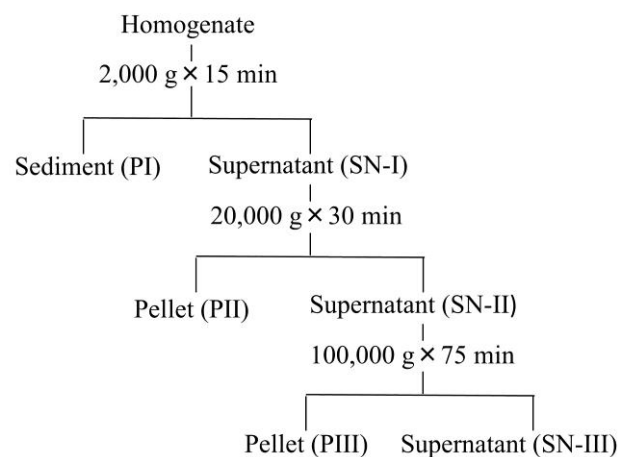 Homogenate
2,000 g × 15 min
Sediment (PI) Supernatant (SN-I)
20,000 g × 30 min
Pellet (PII) Supernatant (SN-II)
100,000 g × 75 min
Pellet (PIII) Supernatant (SN-III)